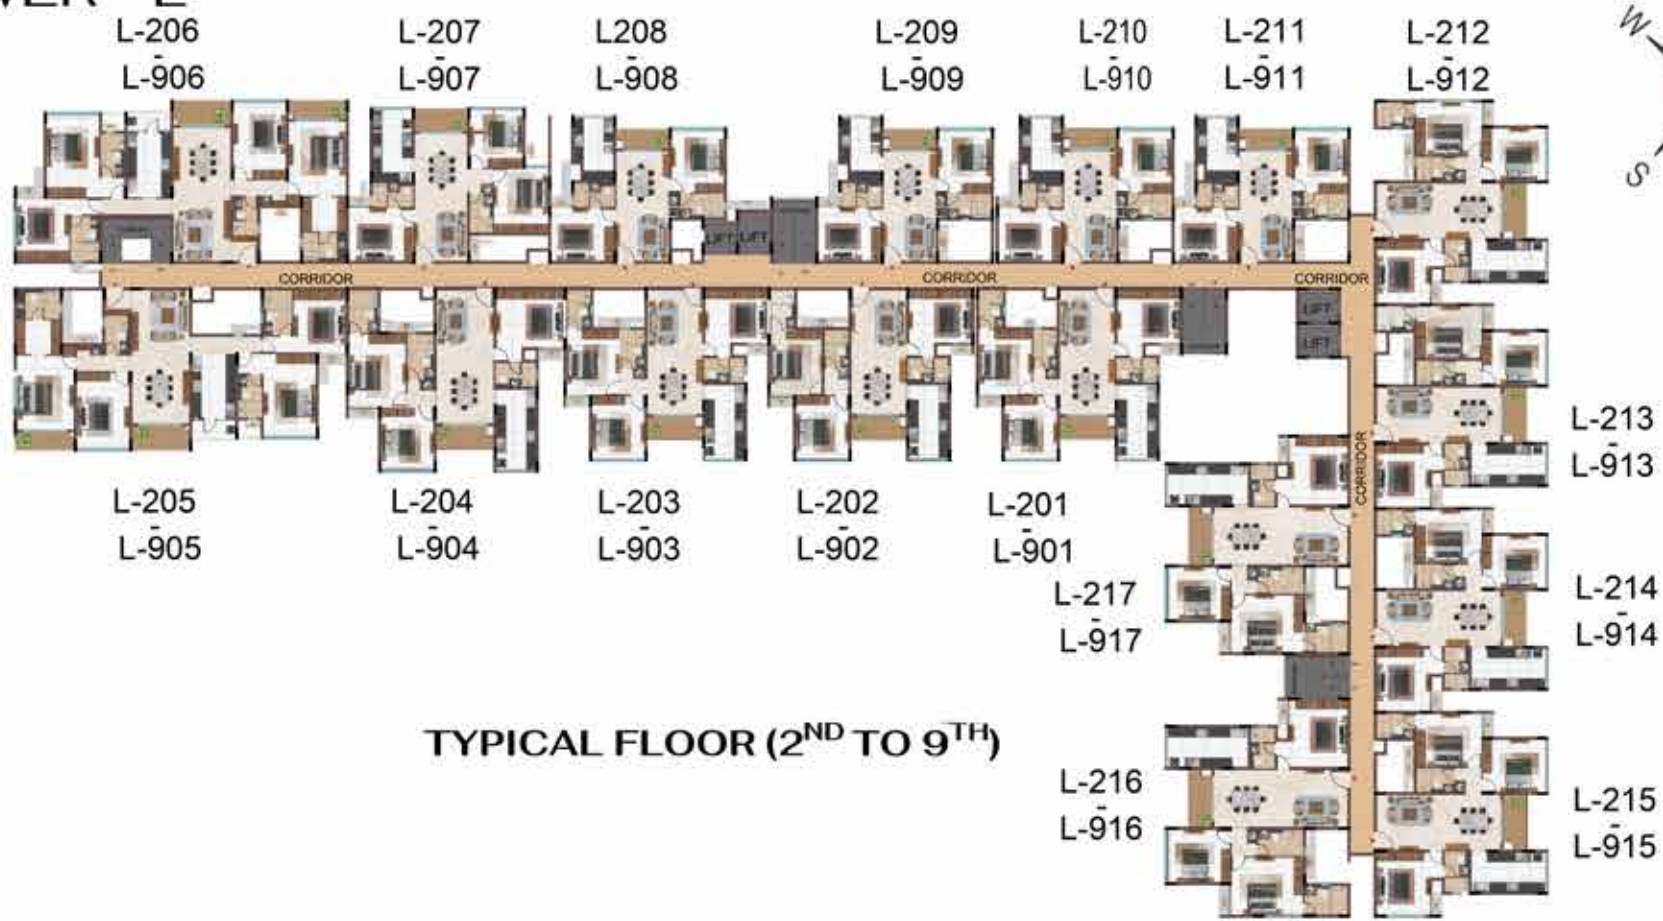 L-206
-
L-906
L-207
-
L-907
L208
-
L-908
L-209
-
L-909
L-210
-
L-910
L-211
-
L-911
L-212
-
L-912
W
S
LIFT
LIFT
CORRIDOR
CORRIDOR
CORRIDOR
LIFT
LIFT
CORRIDOR
L-213
-
L-913
L-205
-
L-905
L-204
-
L-904
L-203
-
L-903
L-202
-
L-902
L-201
-
L-901
L-217
-
L-917
L-214
-
L-914
TYPICAL FLOOR (2ND TO 9TH)
L-216
-
L-916
L-215
-
L-915